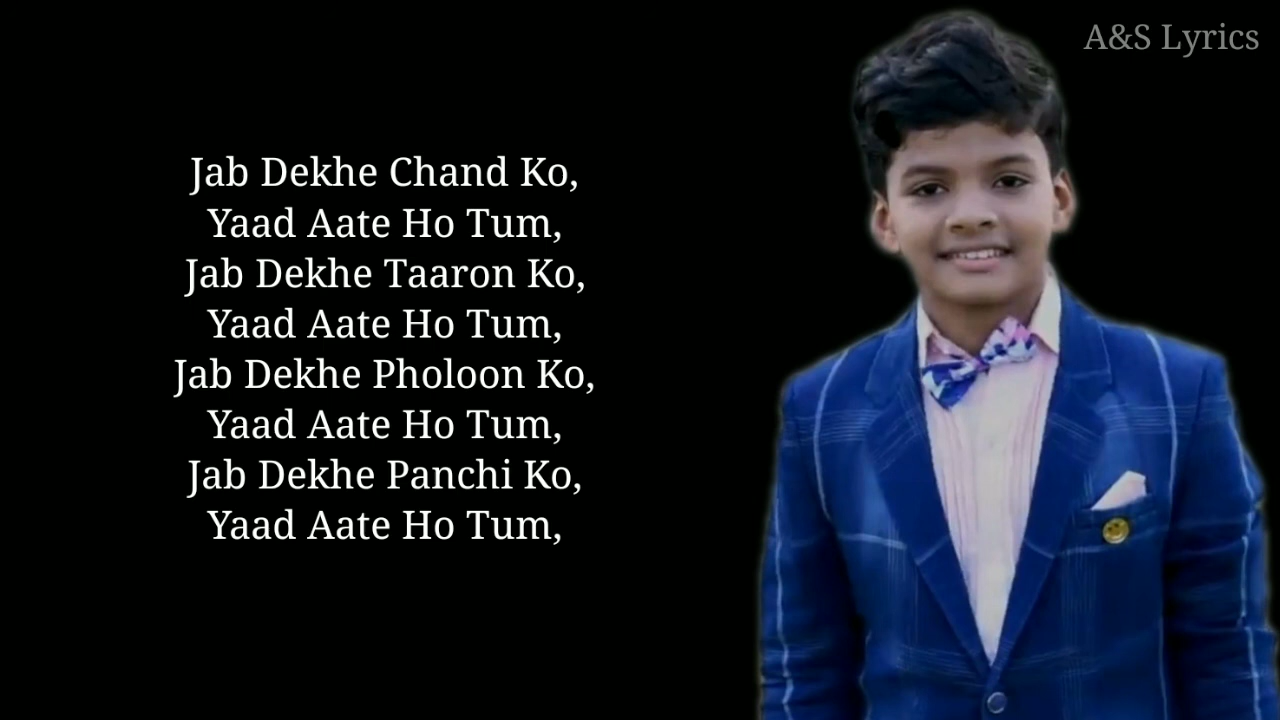 A&S Lyrics
Jab Dekhe Chand Ko,
Yaad Aate Ho Tum,
Jab Dekhe Taaron Ko,
Yaad Aate Ho Tum,
Jab Dekhe Pholoon Ko,
Yaad Aate Ho Tum,
Jab Dekhe Panchi Ko,
Yaad Aate Ho Tum,